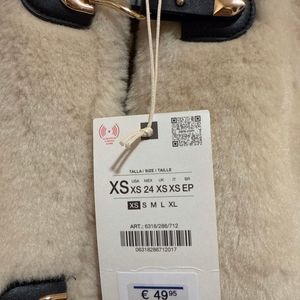 TALLA / SIZE / TAILLE
USA MEX UK IT BR
XS XS 24 XS XS EP
XS S M L XL
ART.: 6318/286/712
06318286712017
€ 49.95